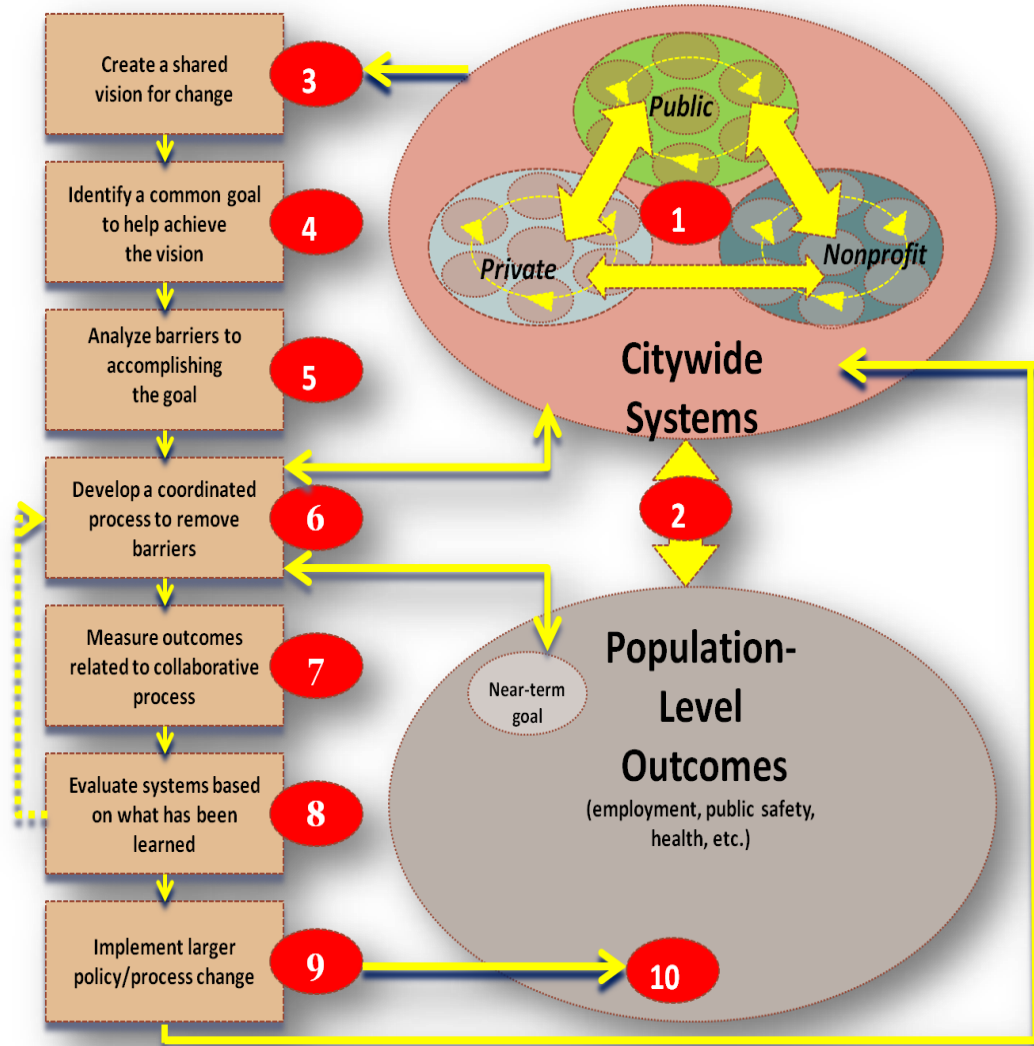 Create a shared
vision for change
3
Identify a common goal
to help achieve
the vision
4
Analyze barriers to
accomplishing
the goal
5
Develop a coordinated
process to remove
barriers
6
Measure outcomes
related to collaborative
process
7
Evaluate systems based
on what has been
learned
8
Implement larger
policy/process change
9
Public
1
Private
Nonprofit
Citywide
Systems
2
Population-
Level
Outcomes
(employment, public safety,
health, etc.)
Near-term
goal
10